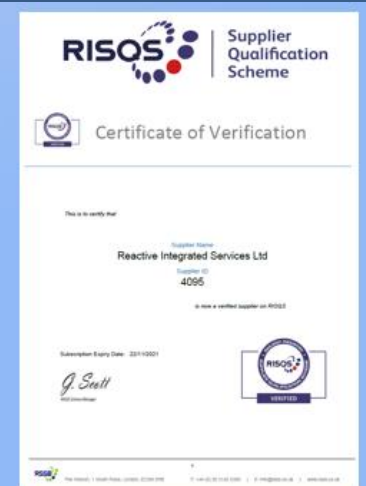 RISQS
Supplier
Qualification
Scheme
Certificate of Verification
This is to certify that
Supplier Name
Reactive Integrated Services Ltd
Supplier ID
4095
is now a verified supplier on RISQS
Subscription Expiry Date: 22/11/2021
G. Scott
RISQS
VERIFIED
RSSB